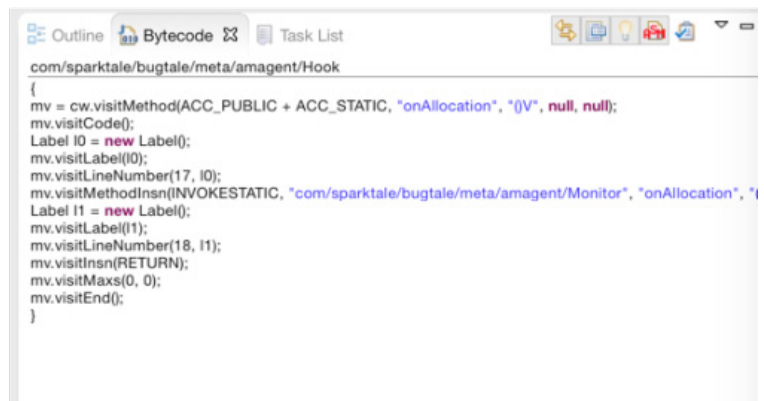 Outline Bytecode Task List
com/sparktale/bugtale/meta/amagent/Hook
{
mv = cw.visitMethod(ACC_PUBLIC + ACC_STATIC, "onAllocation", "()V", null, null);
mv.visitCode();
Label l0 = new Label();
mv.visitLabel(l0);
mv.visitLineNumber(17, l0);
mv.visitMethodInsn(INVOKESTATIC, "com/sparktale/bugtale/meta/amagent/Monitor", "onAllocation", "(
Label l1 = new Label();
mv.visitLabel(l1);
mv.visitLineNumber(18, l1);
mv.visitInsn(RETURN);
mv.visitMaxs(0, 0);
mv.visitEnd();
}